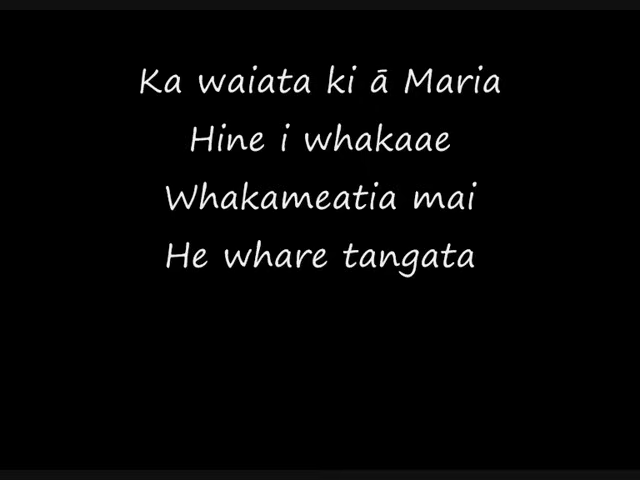 Ka waiata ki ā Maria
Hine i whakaae
Whakameatia mai
He whare tangata